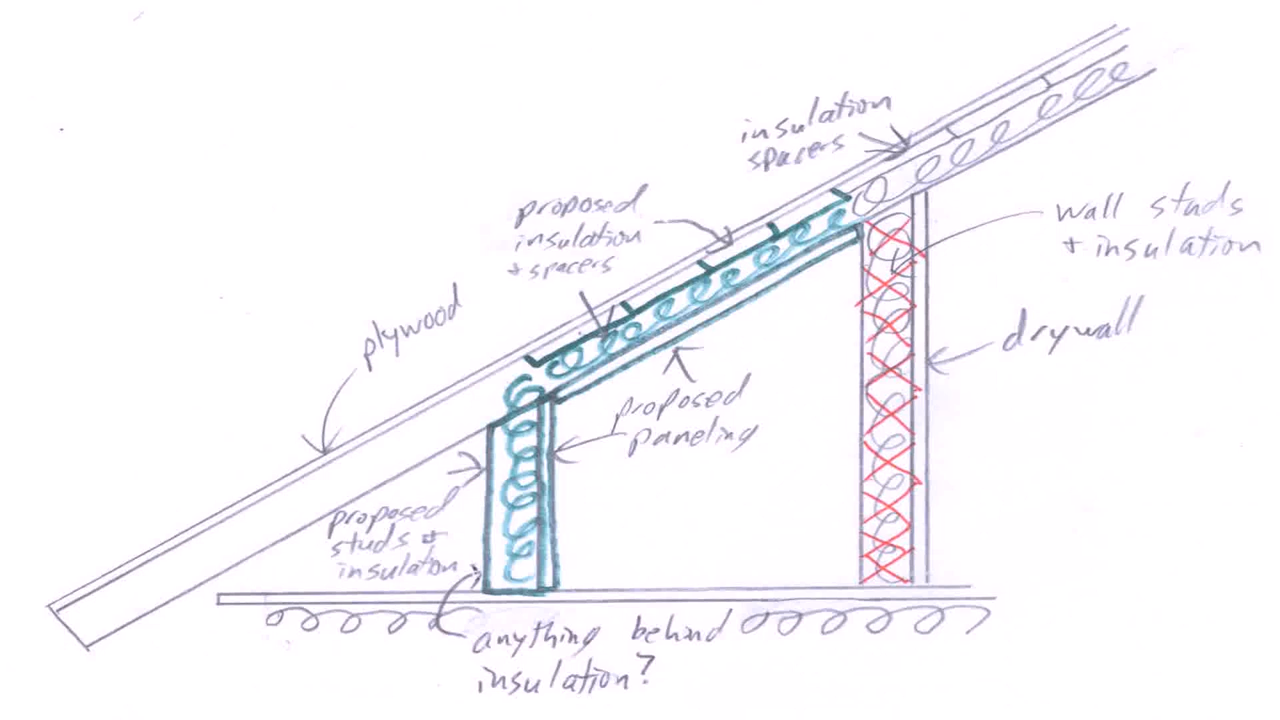 insulation
spacers
proposed
insulation
+ spacers
wall studs
+ insulation
plywood
drywall
proposed
paneling
proposed
studs +
insulation
anything behind
insulation?